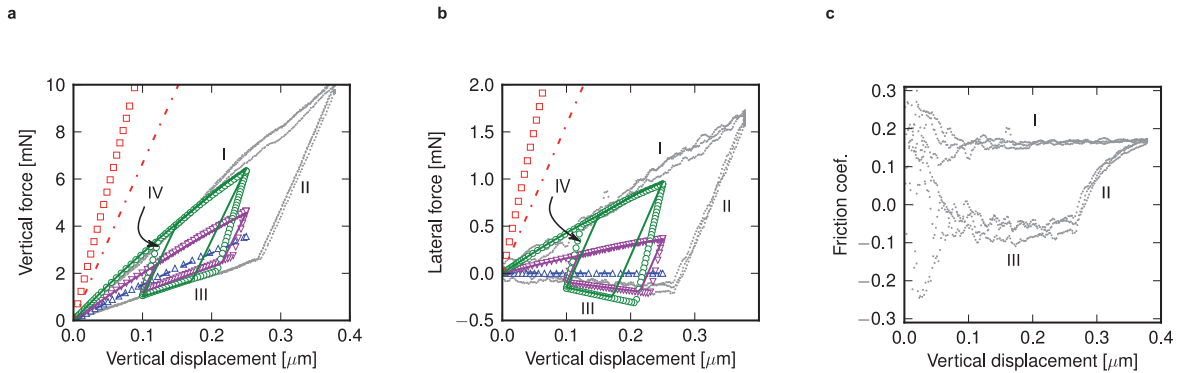 a
b
c
10
8
6
4
2
0
0.0
0.1
0.2
0.3
0.4
Vertical force [mN]
Vertical displacement [μm]
I
II
III
IV
2.0
1.5
1.0
0.5
0.0
−0.5
0.0
0.1
0.2
0.3
Lateral force [mN]
Vertical displacement [μm]
I
II
III
IV
0.3
0.2
0.1
0.0
−0.1
−0.2
−0.3
0.0
0.1
0.2
0.3
0.4
Friction coef.
Vertical displacement [μm]
I
II
III